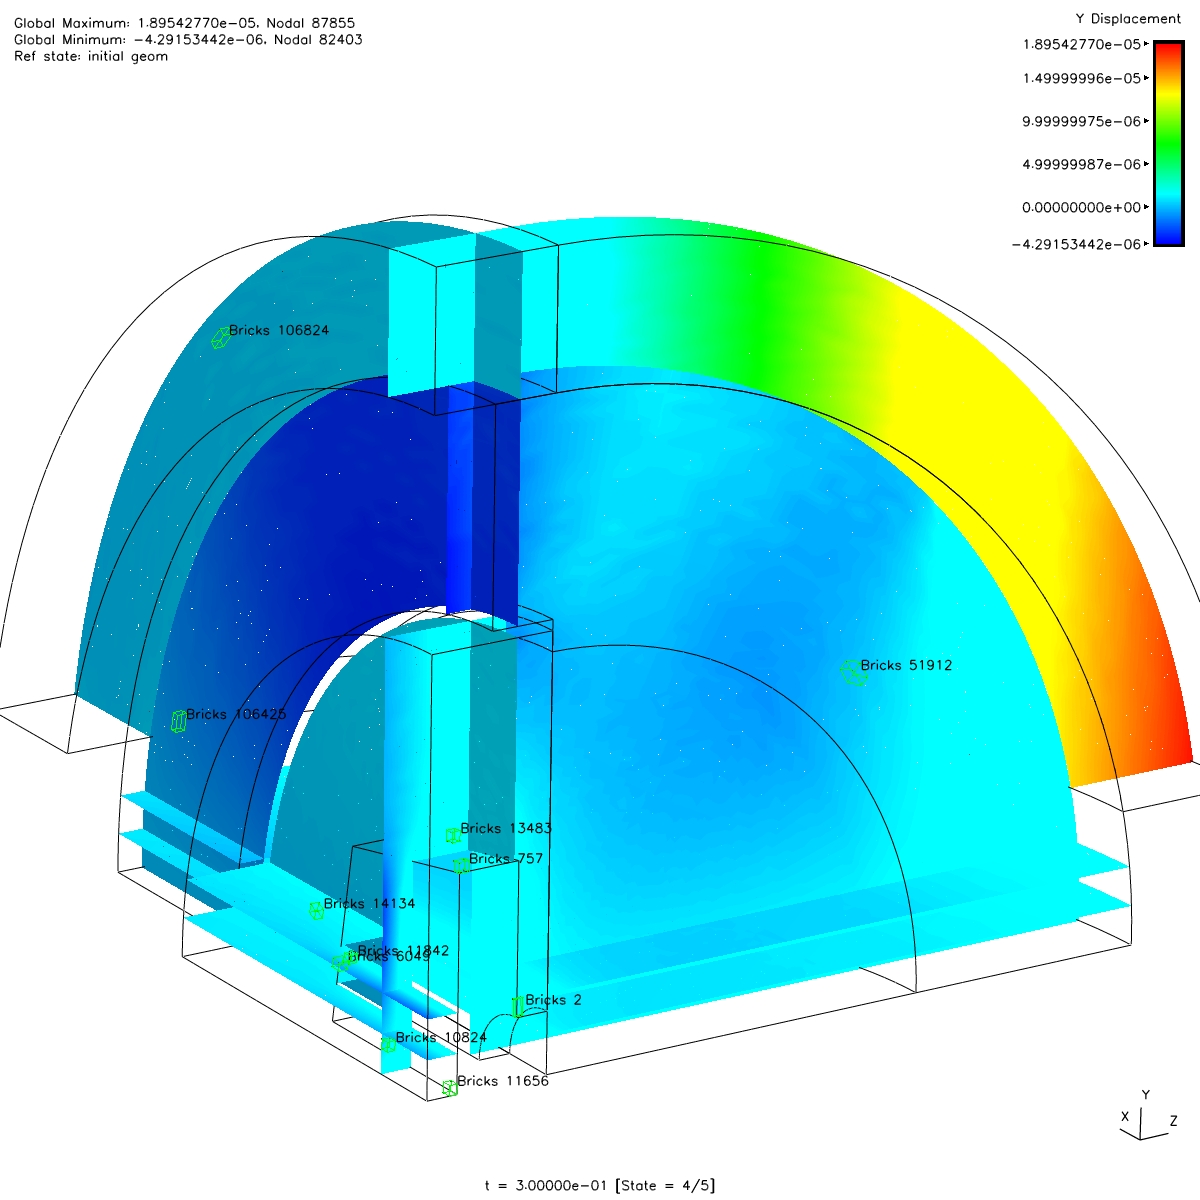 Global Maximum: 1.89542770e-05, Nodal 87855
Global Minimum: -4.29153442e-06, Nodal 82403
Ref state: initial geom
Y Displacement
1.89542770e-05
1.49999996e-05
9.99999975e-06
4.99999987e-06
0.00000000e+00
-4.29153442e-06
Bricks 106824
Bricks 51912
Bricks 106425
Bricks 13483
Bricks 757
Bricks 14134
Bricks 11842
Bricks 6049
Bricks 2
Bricks 10824
Bricks 11656
Y
X
Z
t = 3.00000e-01 [State = 4/5]